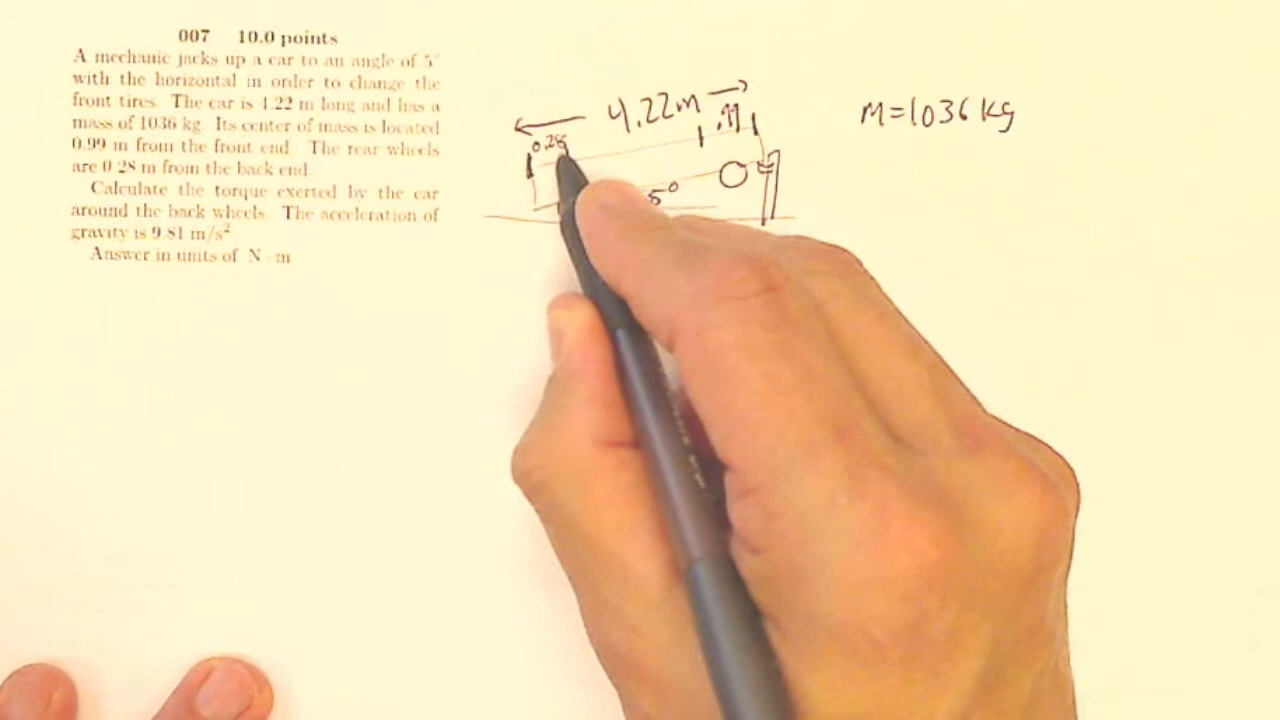 007 10.0 points
A mechanic jacks up a car to an angle of 5°
with the horizontal in order to change the
front tires. The car is 4.22 m long and has a
mass of 1036 kg. Its center of mass is located
0.99 m from the front end. The rear wheels
are 0.28 m from the back end.
Calculate the torque exerted by the car
around the back wheels. The acceleration of
gravity is 9.81 m/s²
Answer in units of N · m
4.22m
.99
0.28
5°
M=1036 kg